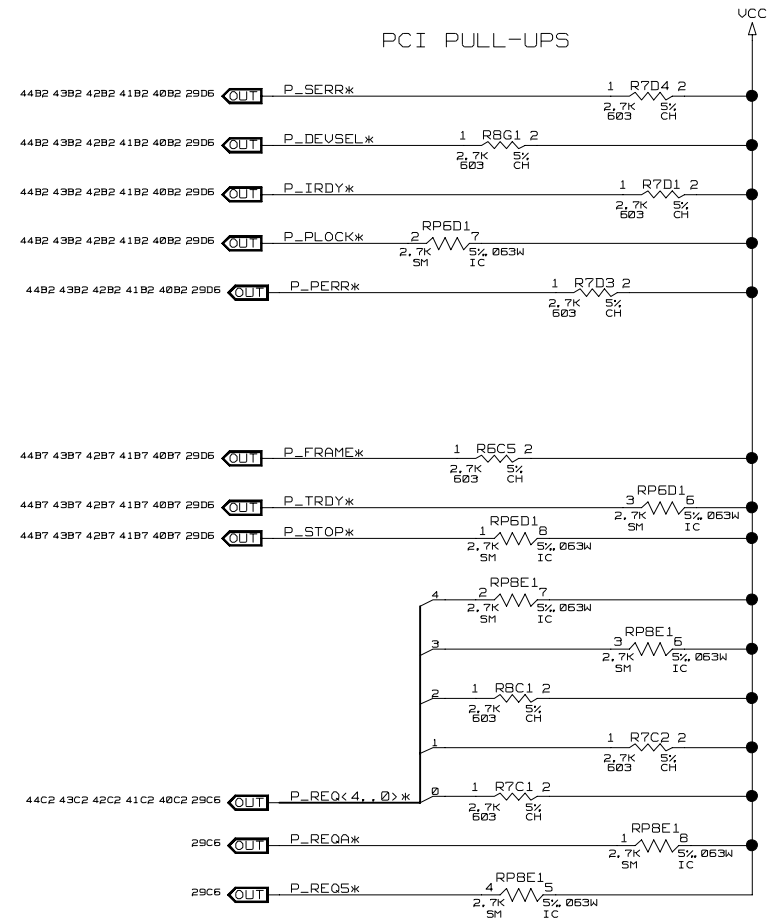 VCC
PCI PULL-UPS
44B2 43B2 42B2 41B2 40B2 29D6 OUT P_SERR* 1 R7D4 2
2.7K 5%
603 CH
44B2 43B2 42B2 41B2 40B2 29D6 OUT P_DEVSEL* 1 R8G1 2
2.7K 5%
603 CH
44B2 43B2 42B2 41B2 40B2 29D6 OUT P_IRDY* 1 R7D1 2
2.7K 5%
603 CH
44B2 43B2 42B2 41B2 40B2 29D6 OUT P_PLOCK* 2 RP6D1 7
2.7K 5%.063W
SM IC
44B2 43B2 42B2 41B2 40B2 29D6 OUT P_PERR* 1 R7D3 2
2.7K 5%
603 CH
44B7 43B7 42B7 41B7 40B7 29D6 OUT P_FRAME* 1 R6C5 2
2.7K 5%
603 CH
44B7 43B7 42B7 41B7 40B7 29D6 OUT P_TRDY* 3 RP6D1 6
2.7K 5%.063W
SM IC
44B7 43B7 42B7 41B7 40B7 29D6 OUT P_STOP* 1 RP6D1 8
2.7K 5%.063W
SM IC
4 2 RP8E1 7
2.7K 5%.063W
SM IC
3 3 RP8E1 6
2.7K 5%.063W
SM IC
2 1 R8C1 2
2.7K 5%
603 CH
1 1 R7C2 2
2.7K 5%
603 CH
44C2 43C2 42C2 41C2 40C2 29C6 OUT P_REQ<4..0>* 0 1 R7C1 2
2.7K 5%
603 CH
29C6 OUT P_REQA* 1 RP8E1 8
2.7K 5%.063W
SM IC
29C6 OUT P_REQ5* 4 RP8E1 5
2.7K 5%.063W
SM IC